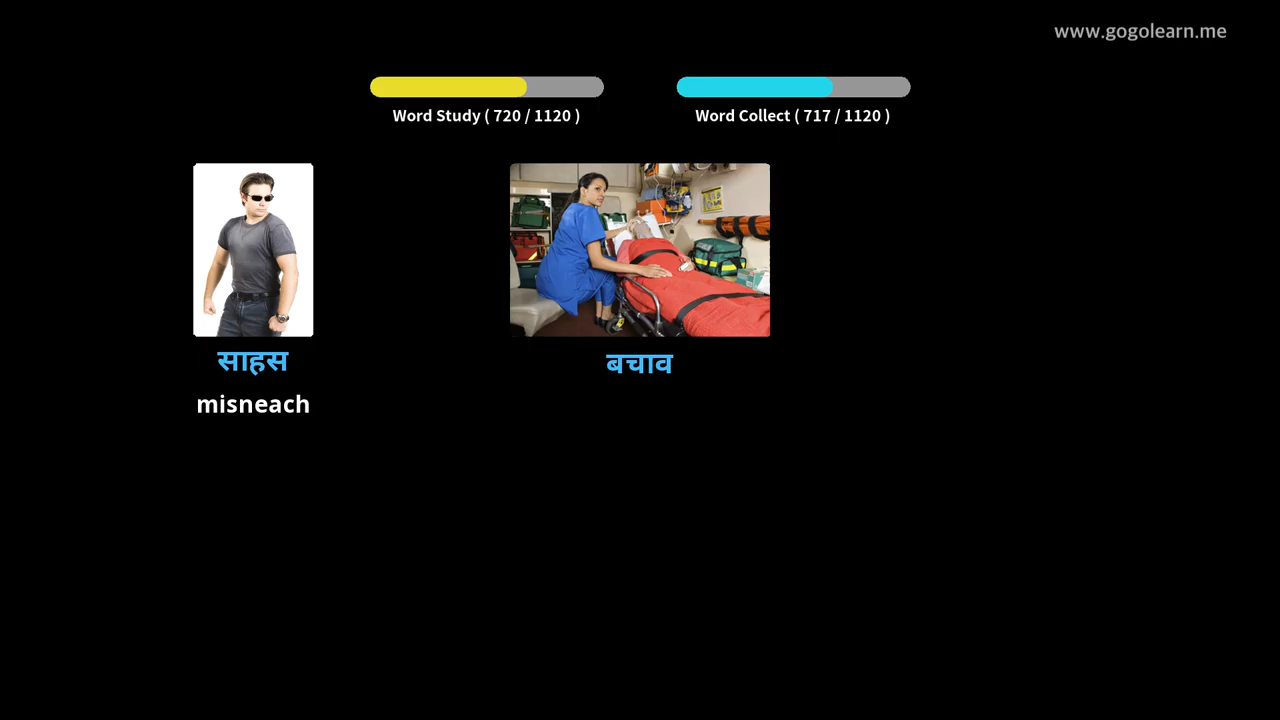 www.gogolearn.me
Word Study ( 720 / 1120 )
Word Collect ( 717 / 1120 )
साहस
misneach
बचाव